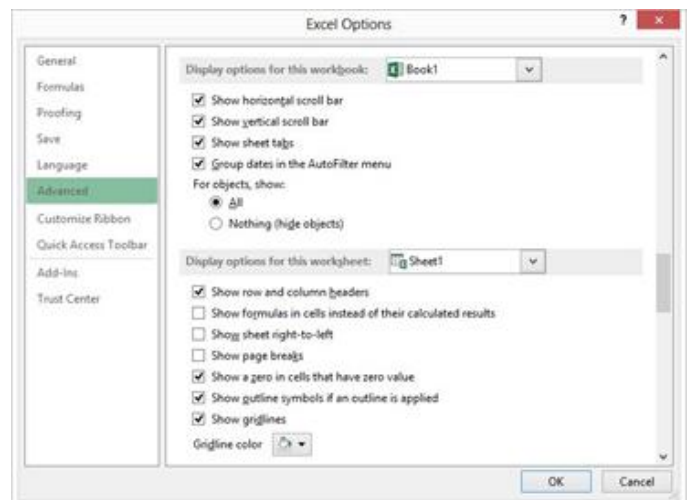 Excel Options
?
General
Formulas
Proofing
Save
Language
Advanced
Customize Ribbon
Quick Access Toolbar
Add-Ins
Trust Center
Display options for this workbook: Book1
Show horizontal scroll bar
Show vertical scroll bar
Show sheet tabs
Group dates in the AutoFilter menu
For objects, show:
All
Nothing (hide objects)
Display options for this worksheet: Sheet1
Show row and column headers
Show formulas in cells instead of their calculated results
Show sheet right-to-left
Show page breaks
Show a zero in cells that have zero value
Show outline symbols if an outline is applied
Show gridlines
Gridline color
OK Cancel